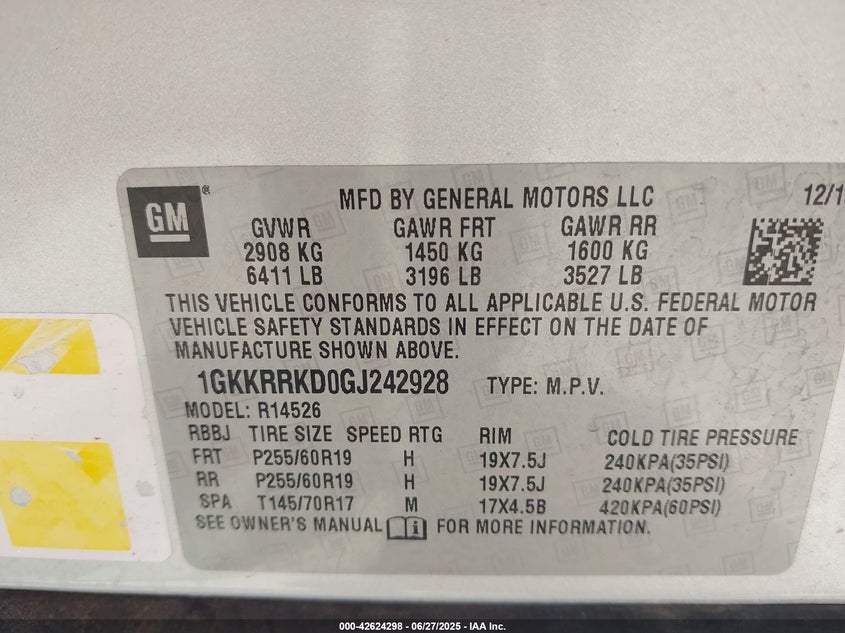 GM ®
MFD BY GENERAL MOTORS LLC
GVWR GAWR FRT GAWR RR
2908 KG 1450 KG 1600 KG
6411 LB 3196 LB 3527 LB
THIS VEHICLE CONFORMS TO ALL APPLICABLE U.S. FEDERAL MOTOR
VEHICLE SAFETY STANDARDS IN EFFECT ON THE DATE OF
MANUFACTURE SHOWN ABOVE.
1GKKRRKD0GJ242928 TYPE: M.P.V.
MODEL: R14526
RBBJ TIRE SIZE SPEED RTG RIM COLD TIRE PRESSURE
FRT P255/60R19 H 19X7.5J 240KPA(35PSI)
RR P255/60R19 H 19X7.5J 240KPA(35PSI)
SPA T145/70R17 M 17X4.5B 420KPA(60PSI)
SEE OWNER'S MANUAL FOR MORE INFORMATION.
000-42624298 - 06/27/2025 - IAA Inc.